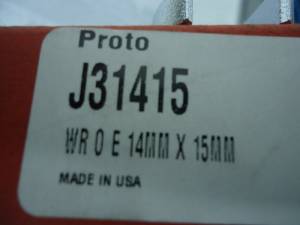 Proto
J31415
WR O E 14MM X 15MM
MADE IN USA